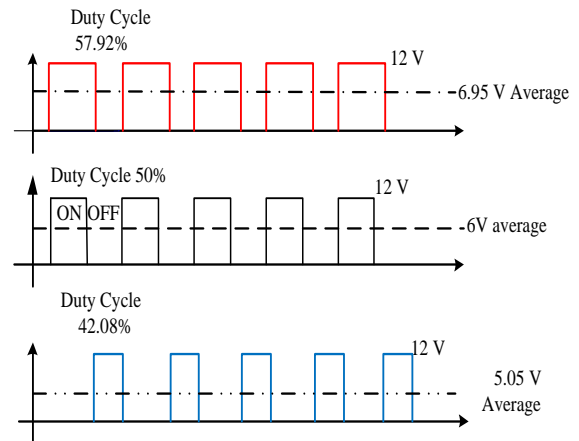 Duty Cycle
57.92%
12 V
6.95 V Average
Duty Cycle 50%
12 V
ON OFF
6V average
Duty Cycle
42.08%
12 V
5.05 V
Average